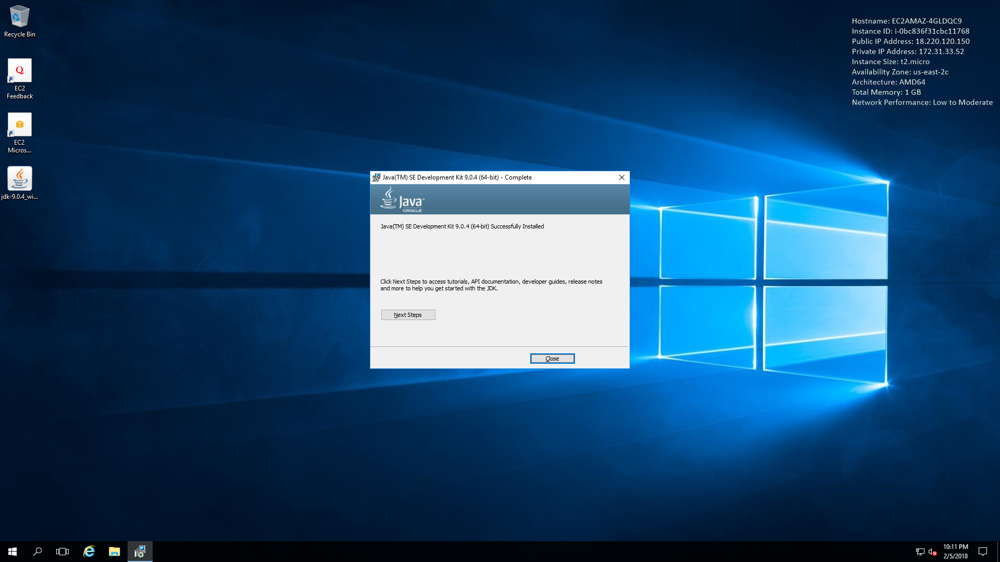 Recycle Bin
Q
EC2
Feedback
EC2
Micros...
jdk-9.0.4_wi...
Hostname: EC2AMAZ-4GLDQC9
Instance ID: i-0bc836f31cbc11768
Public IP Address: 18.220.120.150
Private IP Address: 172.31.33.52
Instance Size: t2.micro
Availability Zone: us-east-2c
Architecture: AMD64
Total Memory: 1 GB
Network Performance: Low to Moderate
Java(TM) SE Development Kit 9.0.4 (64-bit) - Complete
Java™
ORACLE
Java(TM) SE Development Kit 9.0.4 (64-bit) Successfully Installed
Click Next Steps to access tutorials, API documentation, developer guides, release notes
and more to help you get started with the JDK.
Next Steps
Close
10:11 PM
2/5/2018